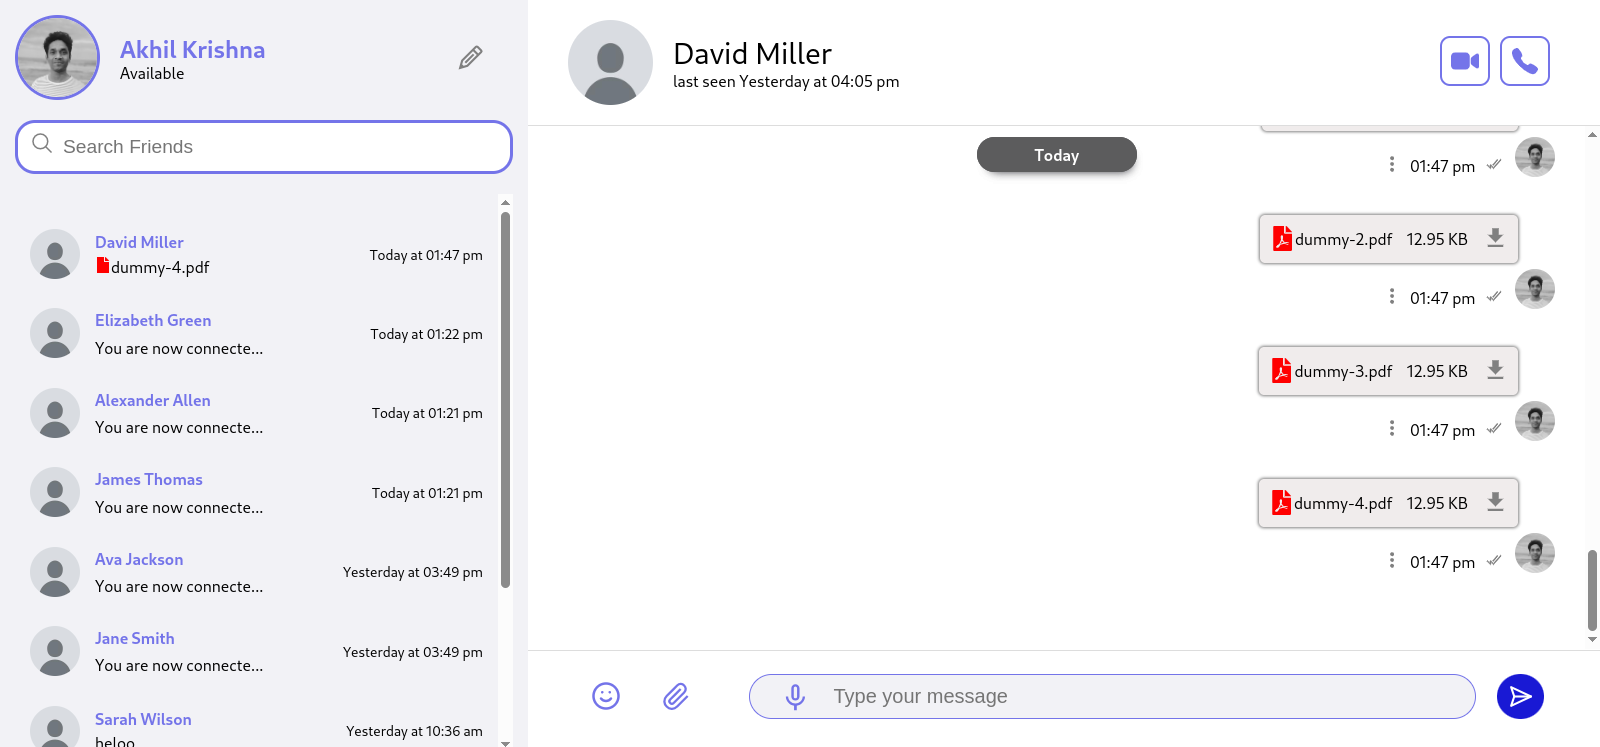 Akhil Krishna
Available
Search Friends
David Miller
dummy-4.pdf
Today at 01:47 pm
Elizabeth Green
You are now connecte...
Today at 01:22 pm
Alexander Allen
You are now connecte...
Today at 01:21 pm
James Thomas
You are now connecte...
Today at 01:21 pm
Ava Jackson
You are now connecte...
Yesterday at 03:49 pm
Jane Smith
You are now connecte...
Yesterday at 03:49 pm
Sarah Wilson
heloo
Yesterday at 10:36 am
David Miller
last seen Yesterday at 04:05 pm
Today
01:47 pm
dummy-2.pdf 12.95 KB
01:47 pm
dummy-3.pdf 12.95 KB
01:47 pm
dummy-4.pdf 12.95 KB
01:47 pm
Type your message